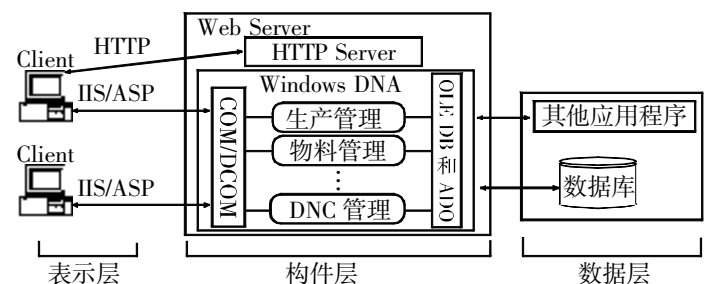 Web Server
HTTP
HTTP Server
Client
IIS/ASP
Windows DNA
COM/DCOM
生产管理
物料管理
⋮
DNC 管理
OLE DB 和 ADO
其他应用程序
数据库
Client
IIS/ASP
表示层
构件层
数据层